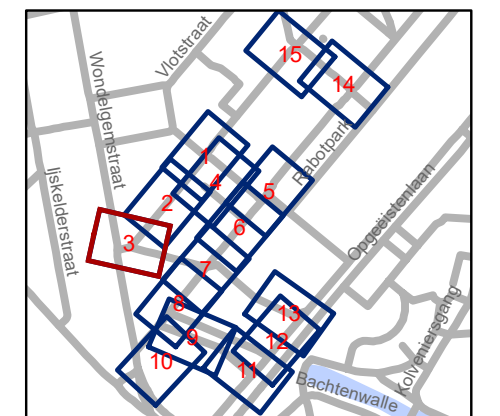 Vlotstraat
15
14
Wondelgemstraat
Rabotpark
1
4
5
Ijskelderstraat
2
Opgeëistenlaan
3
6
7
8
13
9
12
10
11
Kolveniersgang
Bachtenwalle